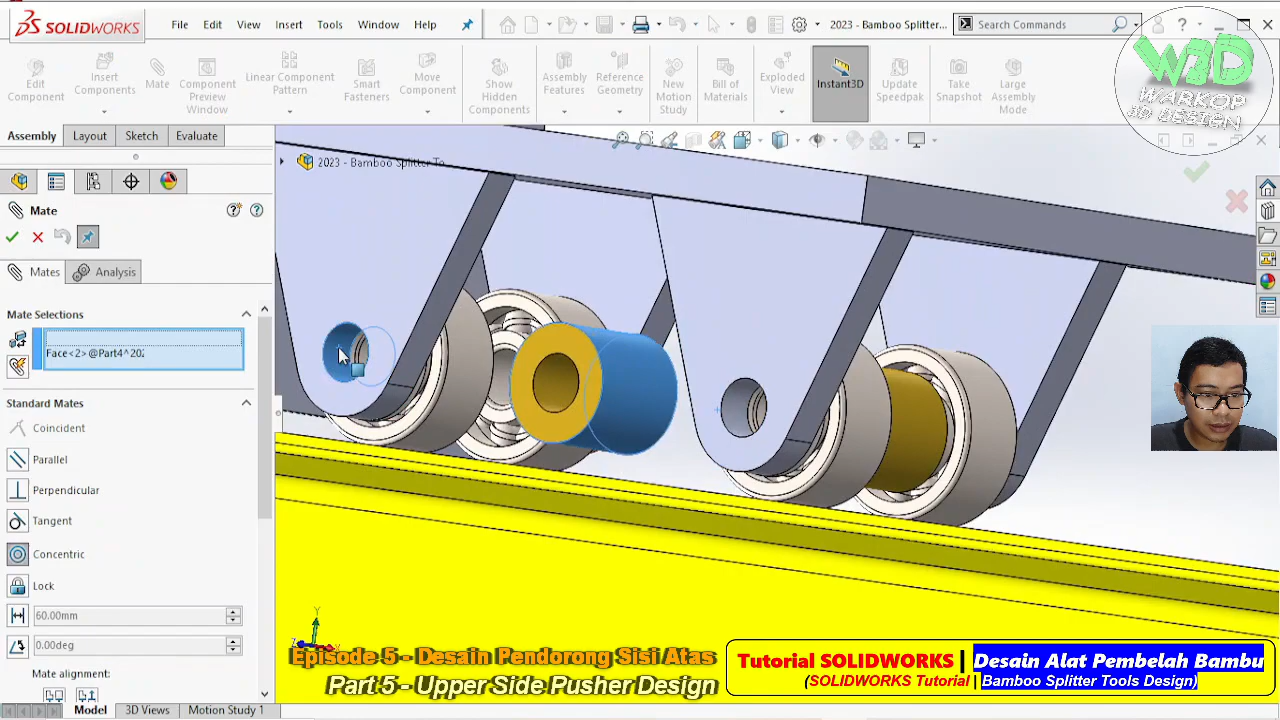 SOLIDWORKS
File Edit View Insert Tools Window Help
2023 - Bamboo Splitter...
Search Commands
Edit Component
Insert Components
Mate
Component Preview Window
Linear Component Pattern
Smart Fasteners
Move Component
Show Hidden Components
Assembly Features
Reference Geometry
New Motion Study
Bill of Materials
Exploded View
Instant3D
Update Speedpak
Take Snapshot
Large Assembly Mode
W3D
WARKOP
3D DESIGN
Assembly Layout Sketch Evaluate
2023 - Bamboo Splitter To...
Mate
Mates Analysis
Mate Selections
Face<2>@Part4^202
Standard Mates
Coincident
Parallel
Perpendicular
Tangent
Concentric
Lock
60.00mm
0.00deg
Mate alignment:
Y
Z
X
Episode 5 - Desain Pendorong Sisi Atas
Part 5 - Upper Side Pusher Design
Tutorial SOLIDWORKS | Desain Alat Pembelah Bambu
(SOLIDWORKS Tutorial | Bamboo Splitter Tools Design)
Model 3D Views Motion Study 1